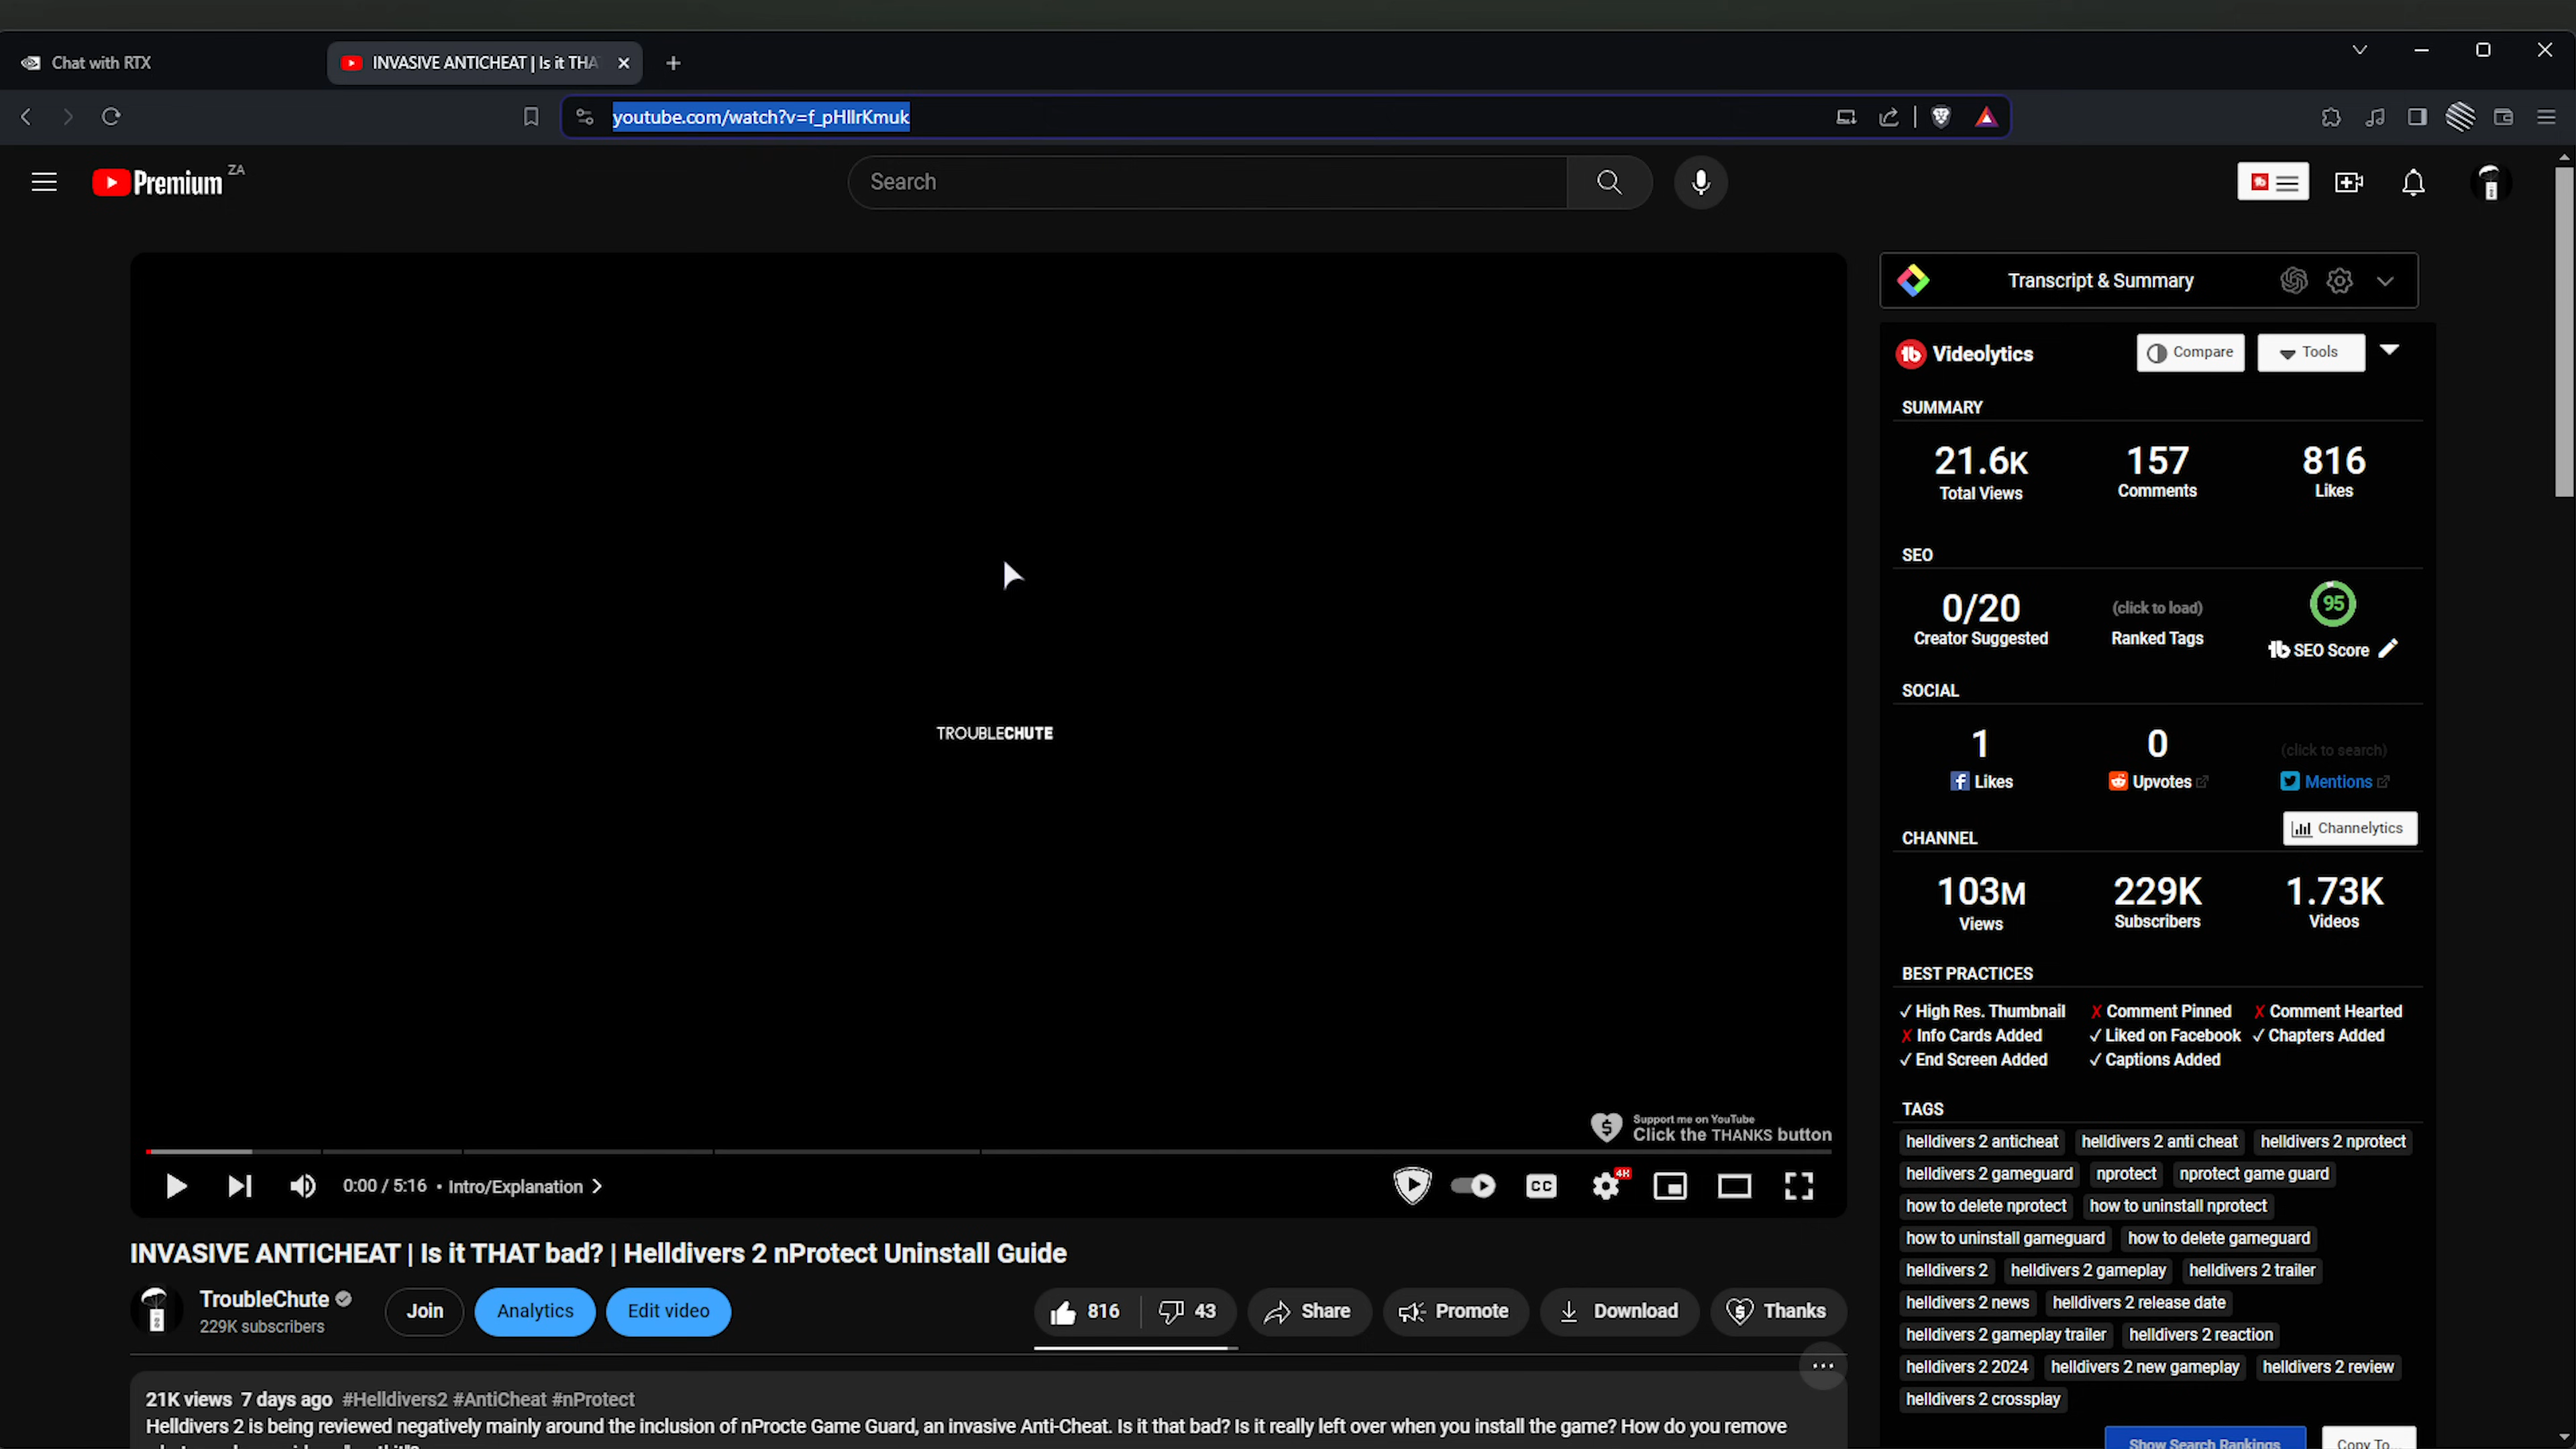 Chat with RTX
INVASIVE ANTICHEAT | Is it THA
youtube.com/watch?v=f_pHllrKmuk
Premium ZA
Search
TROUBLECHUTE
Support me on YouTube
Click the THANKS button
0:00 / 5:16 • Intro/Explanation
CC
4K
INVASIVE ANTICHEAT | Is it THAT bad? | Helldivers 2 nProtect Uninstall Guide
TroubleChute
229K subscribers
Join
Analytics
Edit video
816
43
Share
Promote
Download
Thanks
21K views 7 days ago #Helldivers2 #AntiCheat #nProtect
Helldivers 2 is being reviewed negatively mainly around the inclusion of nProcte Game Guard, an invasive Anti-Cheat. Is it that bad? Is it really left over when you install the game? How do you remove
Transcript & Summary
Videolytics
Compare
Tools
SUMMARY
21.6K 157 816
Total Views Comments Likes
SEO
0/20 (click to load) 95
Creator Suggested Ranked Tags SEO Score
SOCIAL
1 0 (click to search)
Likes Upvotes Mentions
CHANNEL
Channelytics
103M 229K 1.73K
Views Subscribers Videos
BEST PRACTICES
✓ High Res. Thumbnail ✗ Comment Pinned ✗ Comment Hearted
✗ Info Cards Added ✓ Liked on Facebook ✓ Chapters Added
✓ End Screen Added ✓ Captions Added
TAGS
helldivers 2 anticheat helldivers 2 anti cheat helldivers 2 nprotect
helldivers 2 gameguard nprotect nprotect game guard
how to delete nprotect how to uninstall nprotect
how to uninstall gameguard how to delete gameguard
helldivers 2 helldivers 2 gameplay helldivers 2 trailer
helldivers 2 news helldivers 2 release date
helldivers 2 gameplay trailer helldivers 2 reaction
helldivers 2 2024 helldivers 2 new gameplay helldivers 2 review
helldivers 2 crossplay
Show Search Rankings Copy To...